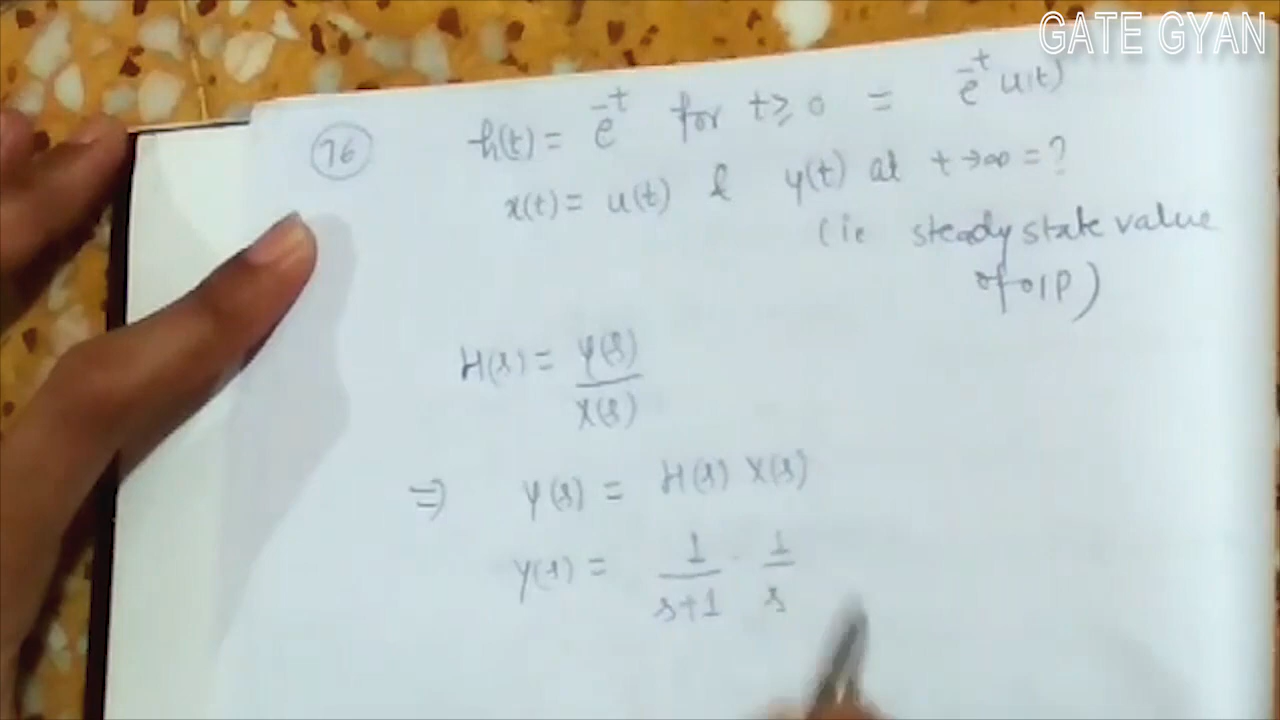 GATE GYAN
76 h(t) = e^-t for t ≥ 0 = e^-t u(t)
x(t) = u(t) & y(t) at t→∞ = ?
(ie steady state value
of o/P)
H(s) = Y(s)/X(s)
⇒ Y(s) = H(s) X(s)
Y(s) = 1/(s+1) · 1/s